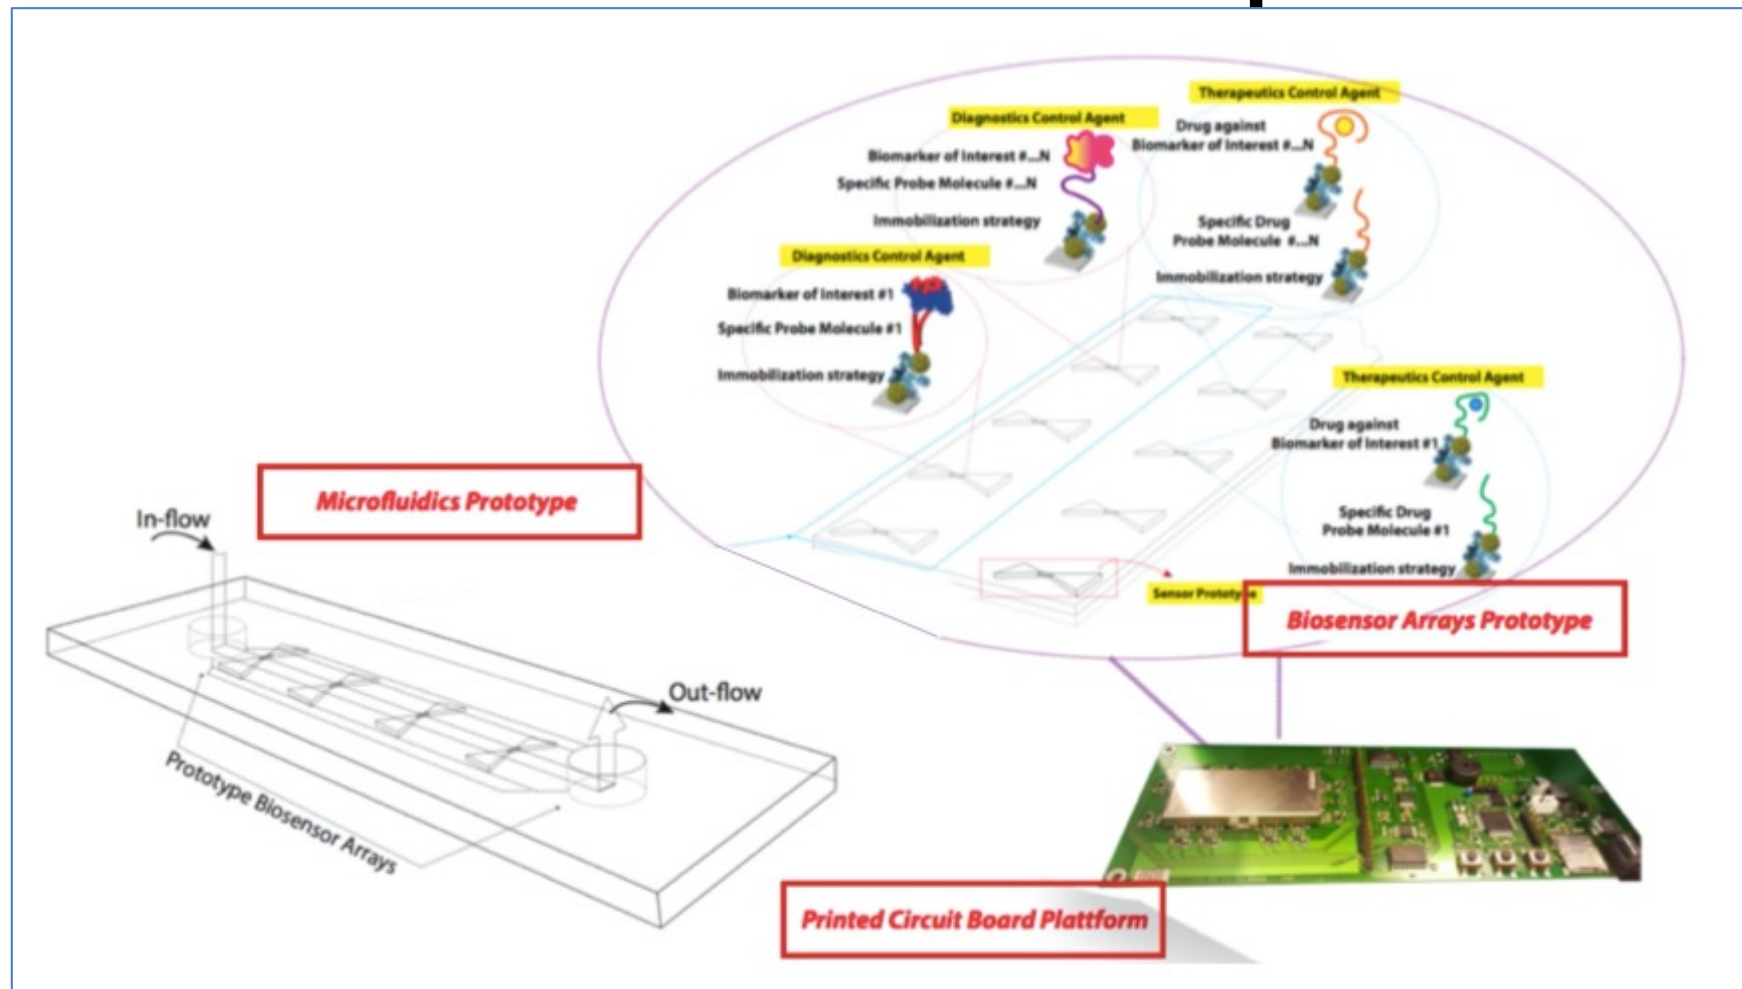 Therapeutics Control Agent
Drug against
Biomarker of Interest #...N
Specific Drug
Probe Molecule #...N
Immobilization strategy
Diagnostics Control Agent
Biomarker of Interest #...N
Specific Probe Molecule #...N
Immobilization strategy
Diagnostics Control Agent
Biomarker of Interest #1
Specific Probe Molecule #1
Immobilization strategy
Therapeutics Control Agent
Drug against
Biomarker of Interest #1
Specific Drug
Probe Molecule #1
Immobilization strategy
Sensor Prototype
Biosensor Arrays Prototype
Microfluidics Prototype
In-flow
Out-flow
Prototype Biosensor Arrays
Printed Circuit Board Plattform